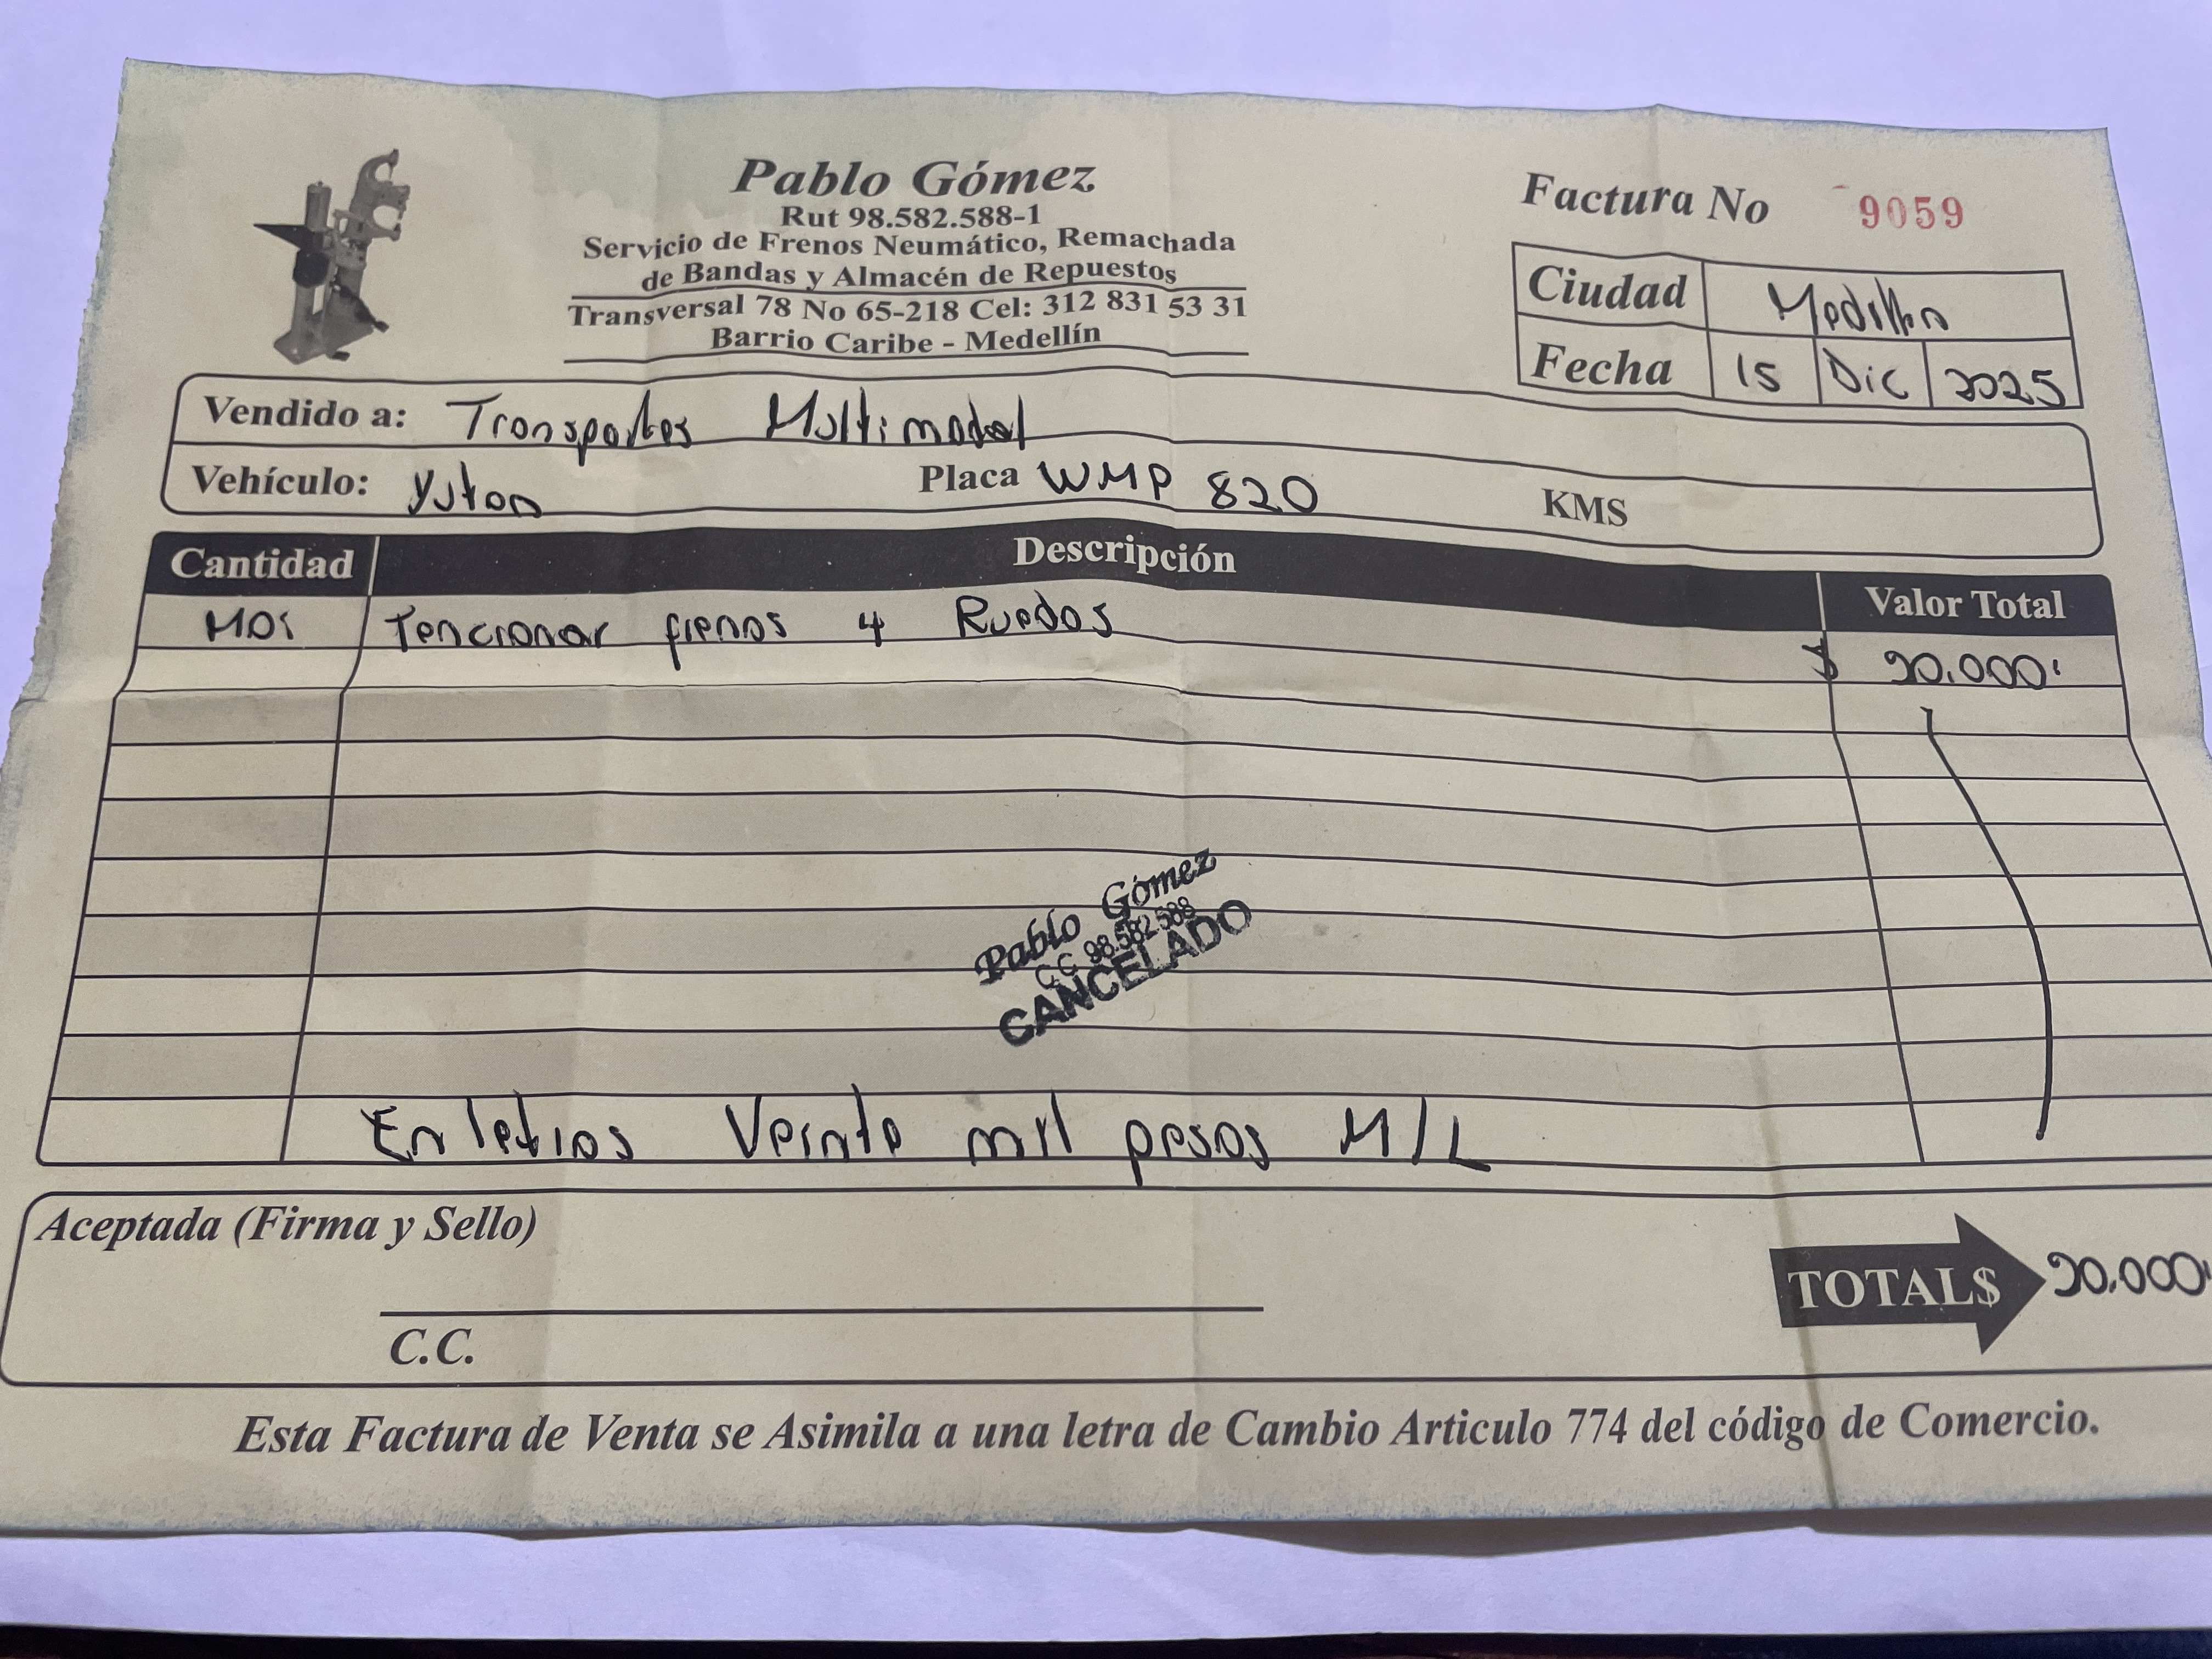 Pablo Gómez
Rut 98.582.588-1
Servicio de Frenos Neumático, Remachada
de Bandas y Almacén de Repuestos
Transversal 78 No 65-218 Cel: 312 831 53 31
Barrio Caribe - Medellín
Factura No 9059
Ciudad Medellin
Fecha 15 Dic 2025
Vendido a: Transportes Multimodal
Vehículo: Yuton Placa WMP 820 KMS
Cantidad Descripción Valor Total
Tencionar frenos 4 Ruedas $ 20.000
Pablo Gómez
C.C 98.582.588
CANCELADO
En letras Veinte mil pesos M/L
Aceptada (Firma y Sello)
TOTAL$ 20.000
C.C.
Esta Factura de Venta se Asimila a una letra de Cambio Articulo 774 del código de Comercio.